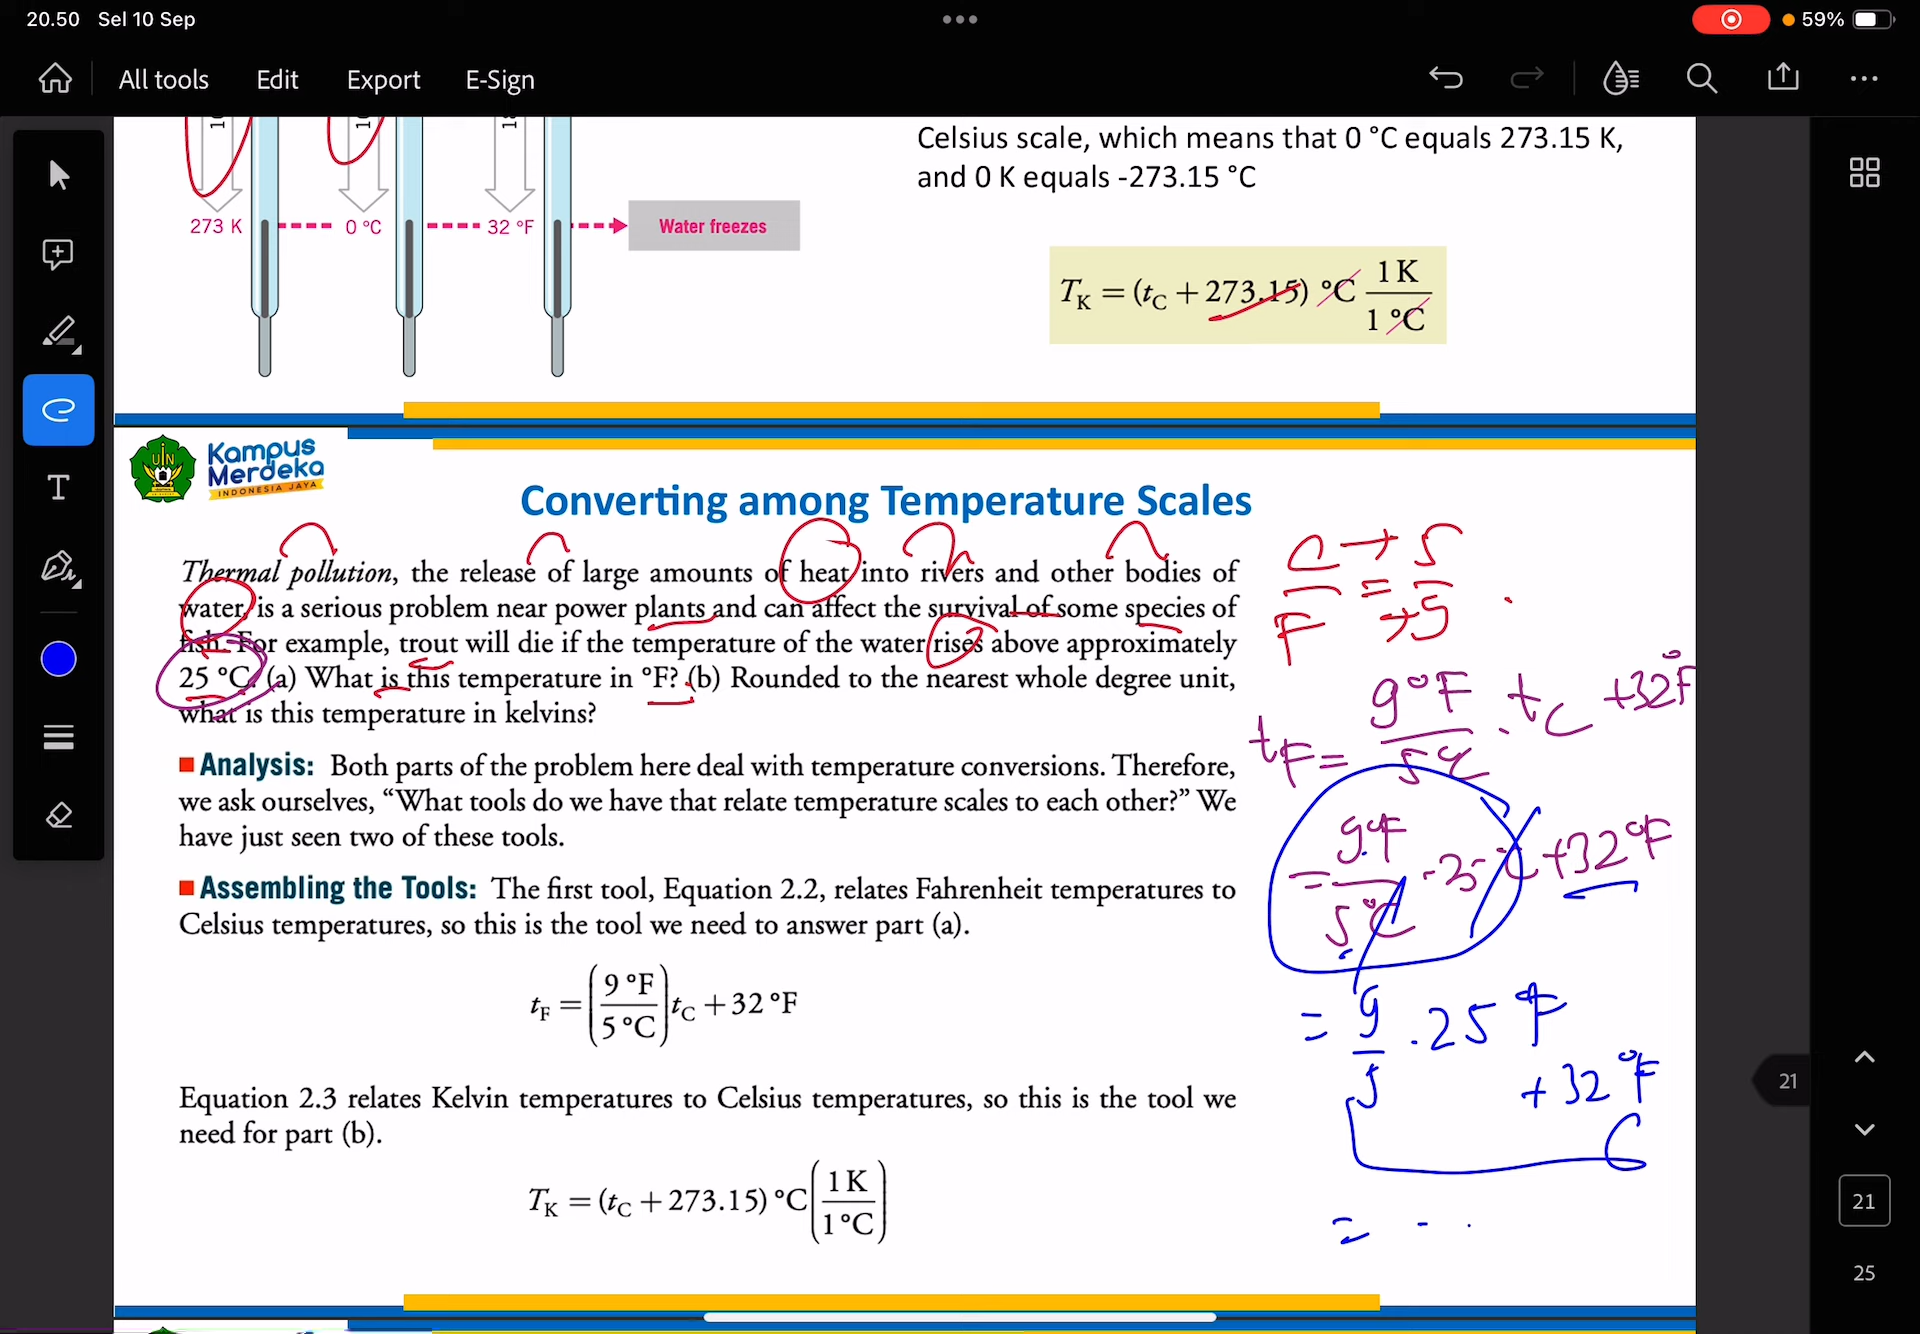 20.50 Sel 10 Sep
59%
All tools Edit Export E-Sign
Celsius scale, which means that 0 °C equals 273.15 K,
and 0 K equals -273.15 °C
273 K 0 °C 32 °F Water freezes
T_K = (t_C + 273.15) °C 1 K / 1 °C
UIN
Kampus
Merdeka
INDONESIA JAYA
Converting among Temperature Scales
Thermal pollution, the release of large amounts of heat into rivers and other bodies of
water, is a serious problem near power plants and can affect the survival of some species of
fish. For example, trout will die if the temperature of the water rises above approximately
25 °C. (a) What is this temperature in °F? (b) Rounded to the nearest whole degree unit,
what is this temperature in kelvins?
Analysis: Both parts of the problem here deal with temperature conversions. Therefore,
we ask ourselves, “What tools do we have that relate temperature scales to each other?” We
have just seen two of these tools.
Assembling the Tools: The first tool, Equation 2.2, relates Fahrenheit temperatures to
Celsius temperatures, so this is the tool we need to answer part (a).
t_F = (9 °F / 5 °C) t_C + 32 °F
Equation 2.3 relates Kelvin temperatures to Celsius temperatures, so this is the tool we
need for part (b).
T_K = (t_C + 273.15) °C (1 K / 1 °C)
C → 5
F → 5
t_F = 9°F / 5°C . t_C + 32°F
= 9°F / 5°C . 25 °C + 32°F
= 9 / 5 . 25 °F
+ 32 °F
=
21
21
25
T